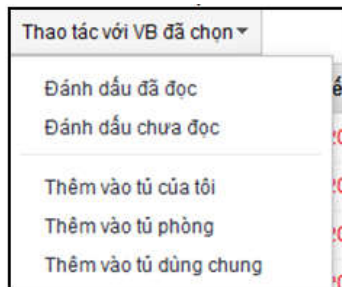 Thao tác với VB đã chọn
Đánh dấu đã đọc
Đánh dấu chưa đọc
Thêm vào tủ của tôi
Thêm vào tủ phòng
Thêm vào tủ dùng chung